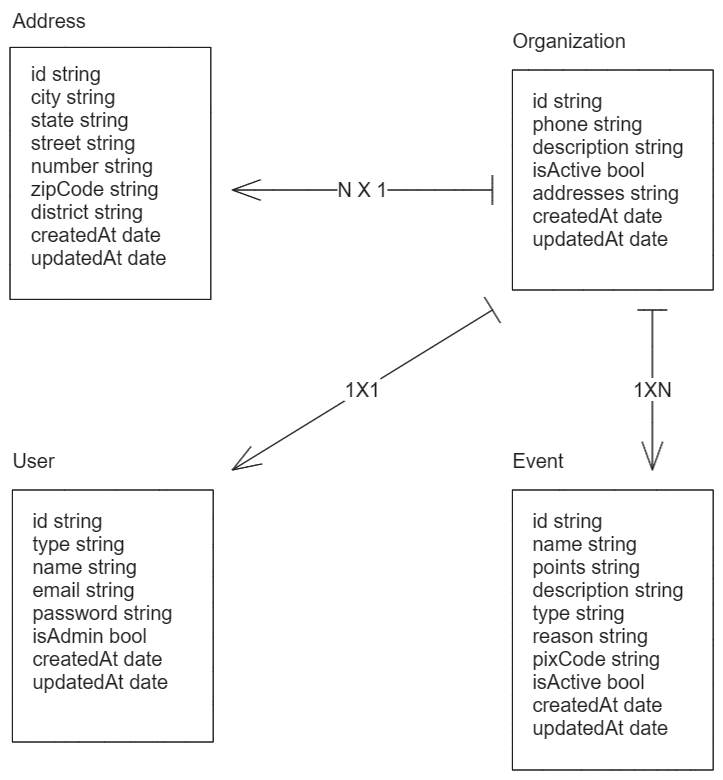 Address
id string
city string
state string
street string
number string
zipCode string
district string
createdAt date
updatedAt date
N X 1
Organization
id string
phone string
description string
isActive bool
addresses string
createdAt date
updatedAt date
1X1
1XN
User
id string
type string
name string
email string
password string
isAdmin bool
createdAt date
updatedAt date
Event
id string
name string
points string
description string
type string
reason string
pixCode string
isActive bool
createdAt date
updatedAt date